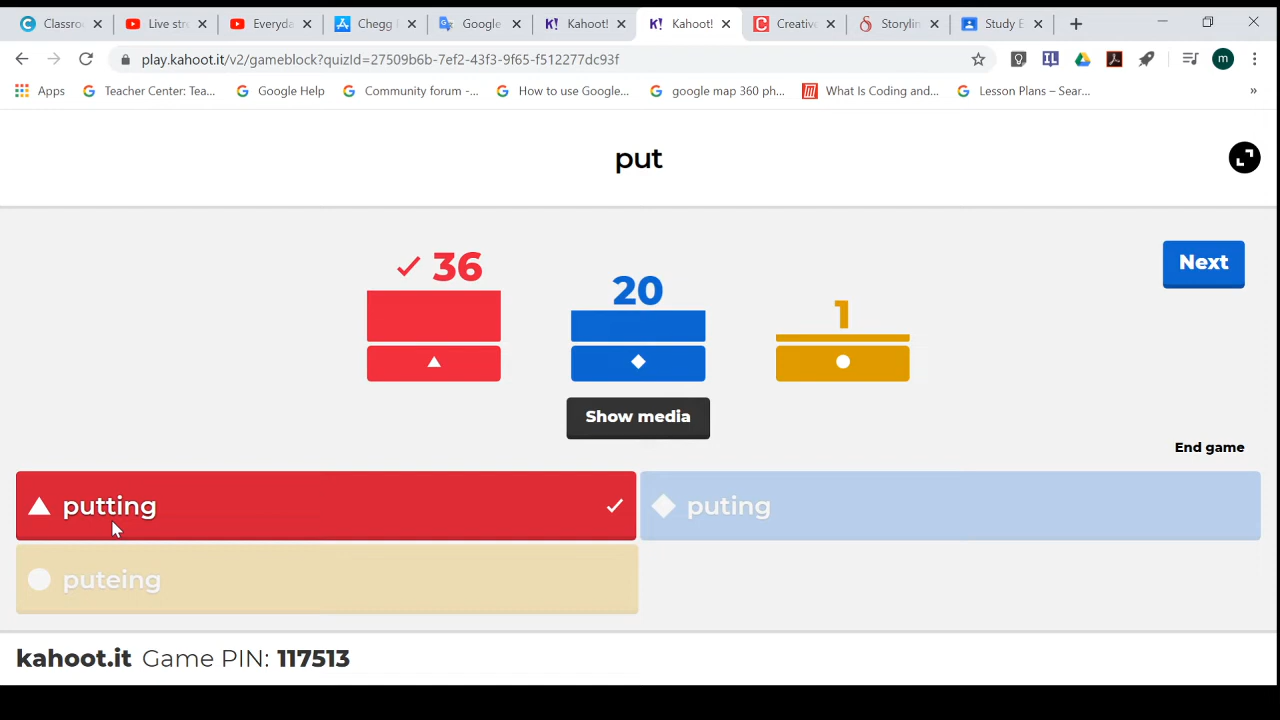 Classroo
Live str
Everyda
Chegg
Google
K! Kahoot!
K! Kahoot!
Creative
Storylin
Study E
play.kahoot.it/v2/gameblock?quizId=27509b6b-7ef2-43f3-9f65-f512277dc93f
IL
m
Apps
Teacher Center: Tea...
Google Help
Community forum -...
How to use Google...
google map 360 ph...
What Is Coding and...
Lesson Plans – Sear...
»
put
36
20
1
Next
Show media
End game
putting
puting
puteing
kahoot.it Game PIN: 117513